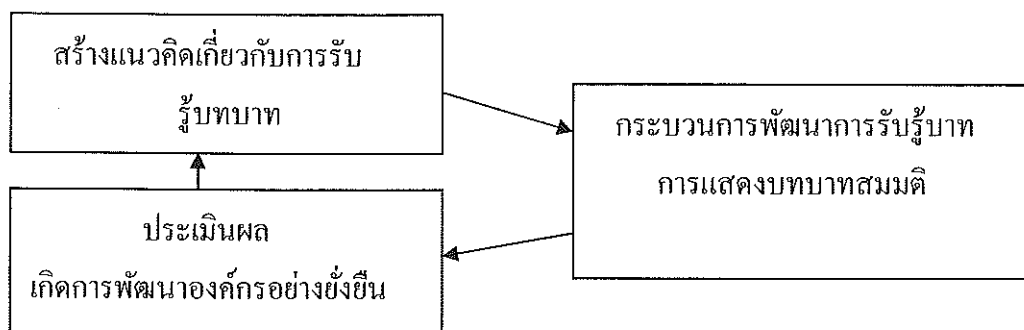 สร้างแนวคิดเกี่ยวกับการรับ
รู้บทบาท
กระบวนการพัฒนาการรับรู้บาท
การแสดงบทบาทสมมติ
ประเมินผล
เกิดการพัฒนาองค์กรอย่างยั่งยืน